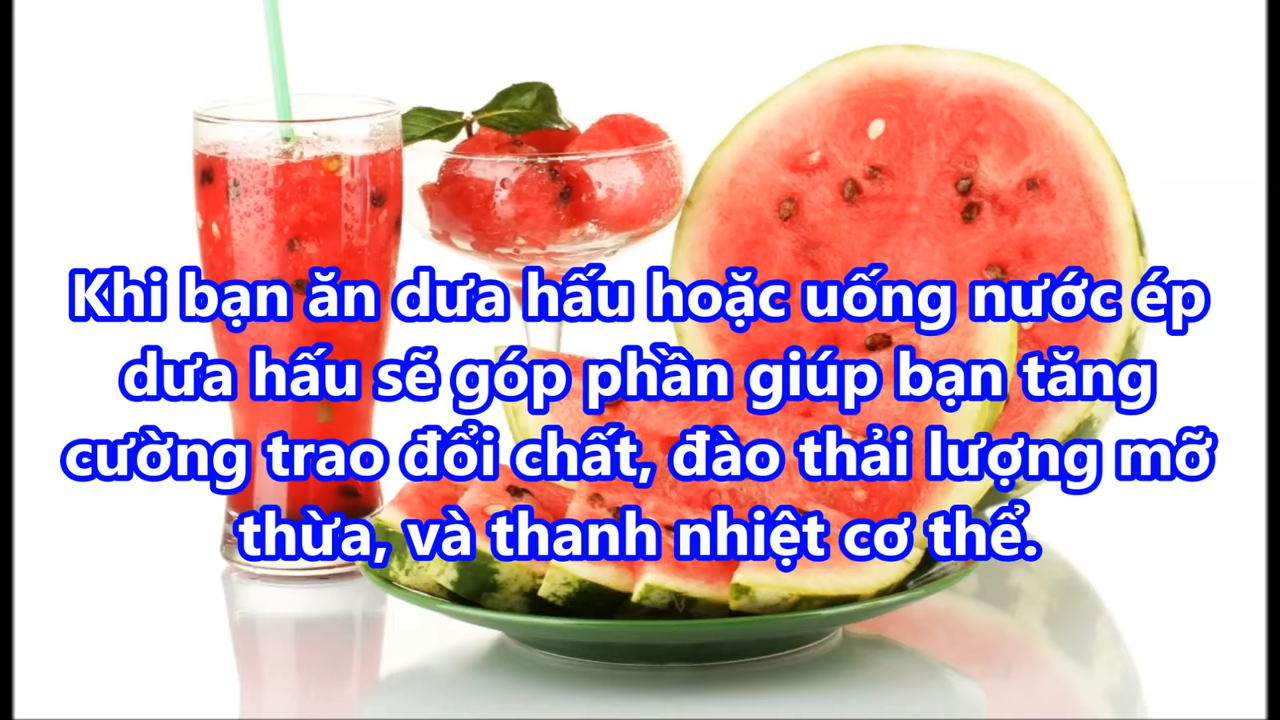 Khi bạn ăn dưa hấu hoặc uống nước ép
dưa hấu sẽ góp phần giúp bạn tăng
cường trao đổi chất, đào thải lượng mỡ
thừa, và thanh nhiệt cơ thể.